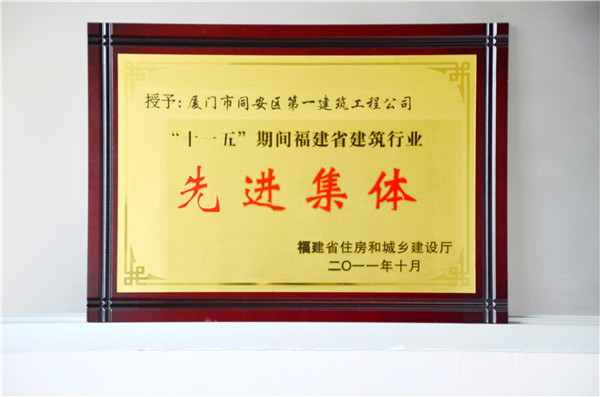 授予：厦门市同安区第一建筑工程公司
“十一五”期间福建省建筑行业
先进集体
福建省住房和城乡建设厅
二〇一一年十月